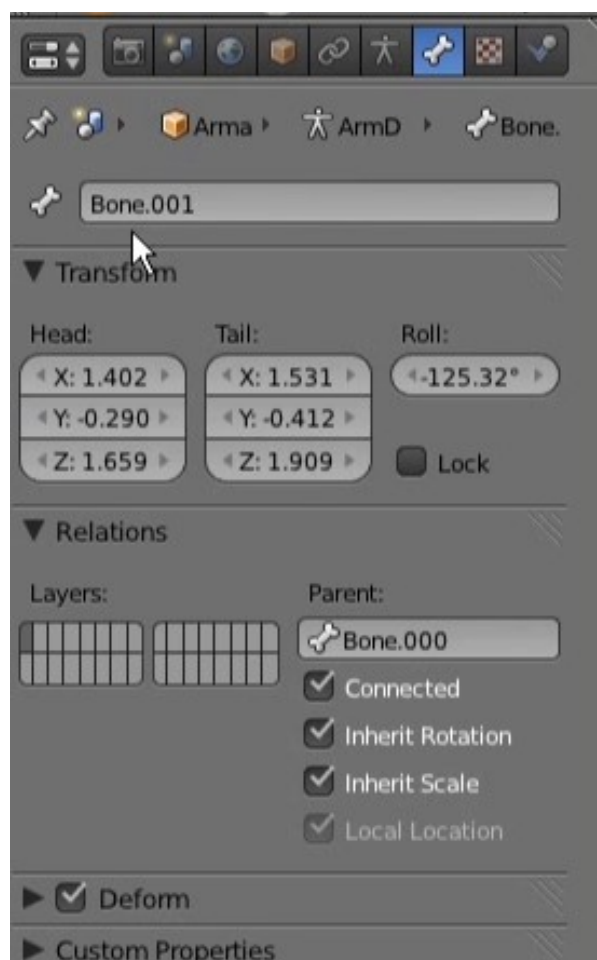 Arma ArmD Bone.
Bone.001
Transform
Head: Tail: Roll:
X: 1.402 X: 1.531 -125.32°
Y: -0.290 Y: -0.412
Z: 1.659 Z: 1.909 Lock
Relations
Layers: Parent:
Bone.000
Connected
Inherit Rotation
Inherit Scale
Local Location
Deform
Custom Properties